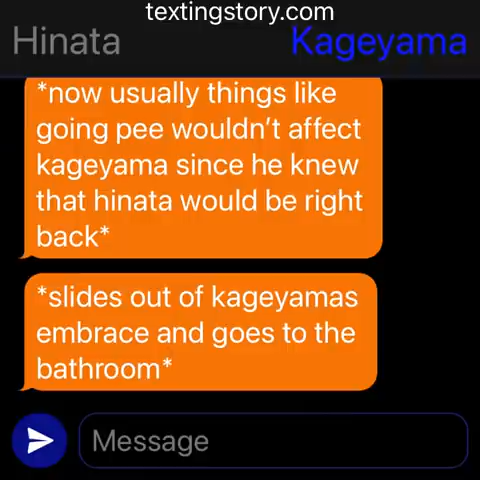 textingstory.com
Hinata Kageyama
*now usually things like
going pee wouldn’t affect
kageyama since he knew
that hinata would be right
back*
*slides out of kageyamas
embrace and goes to the
bathroom*
Message